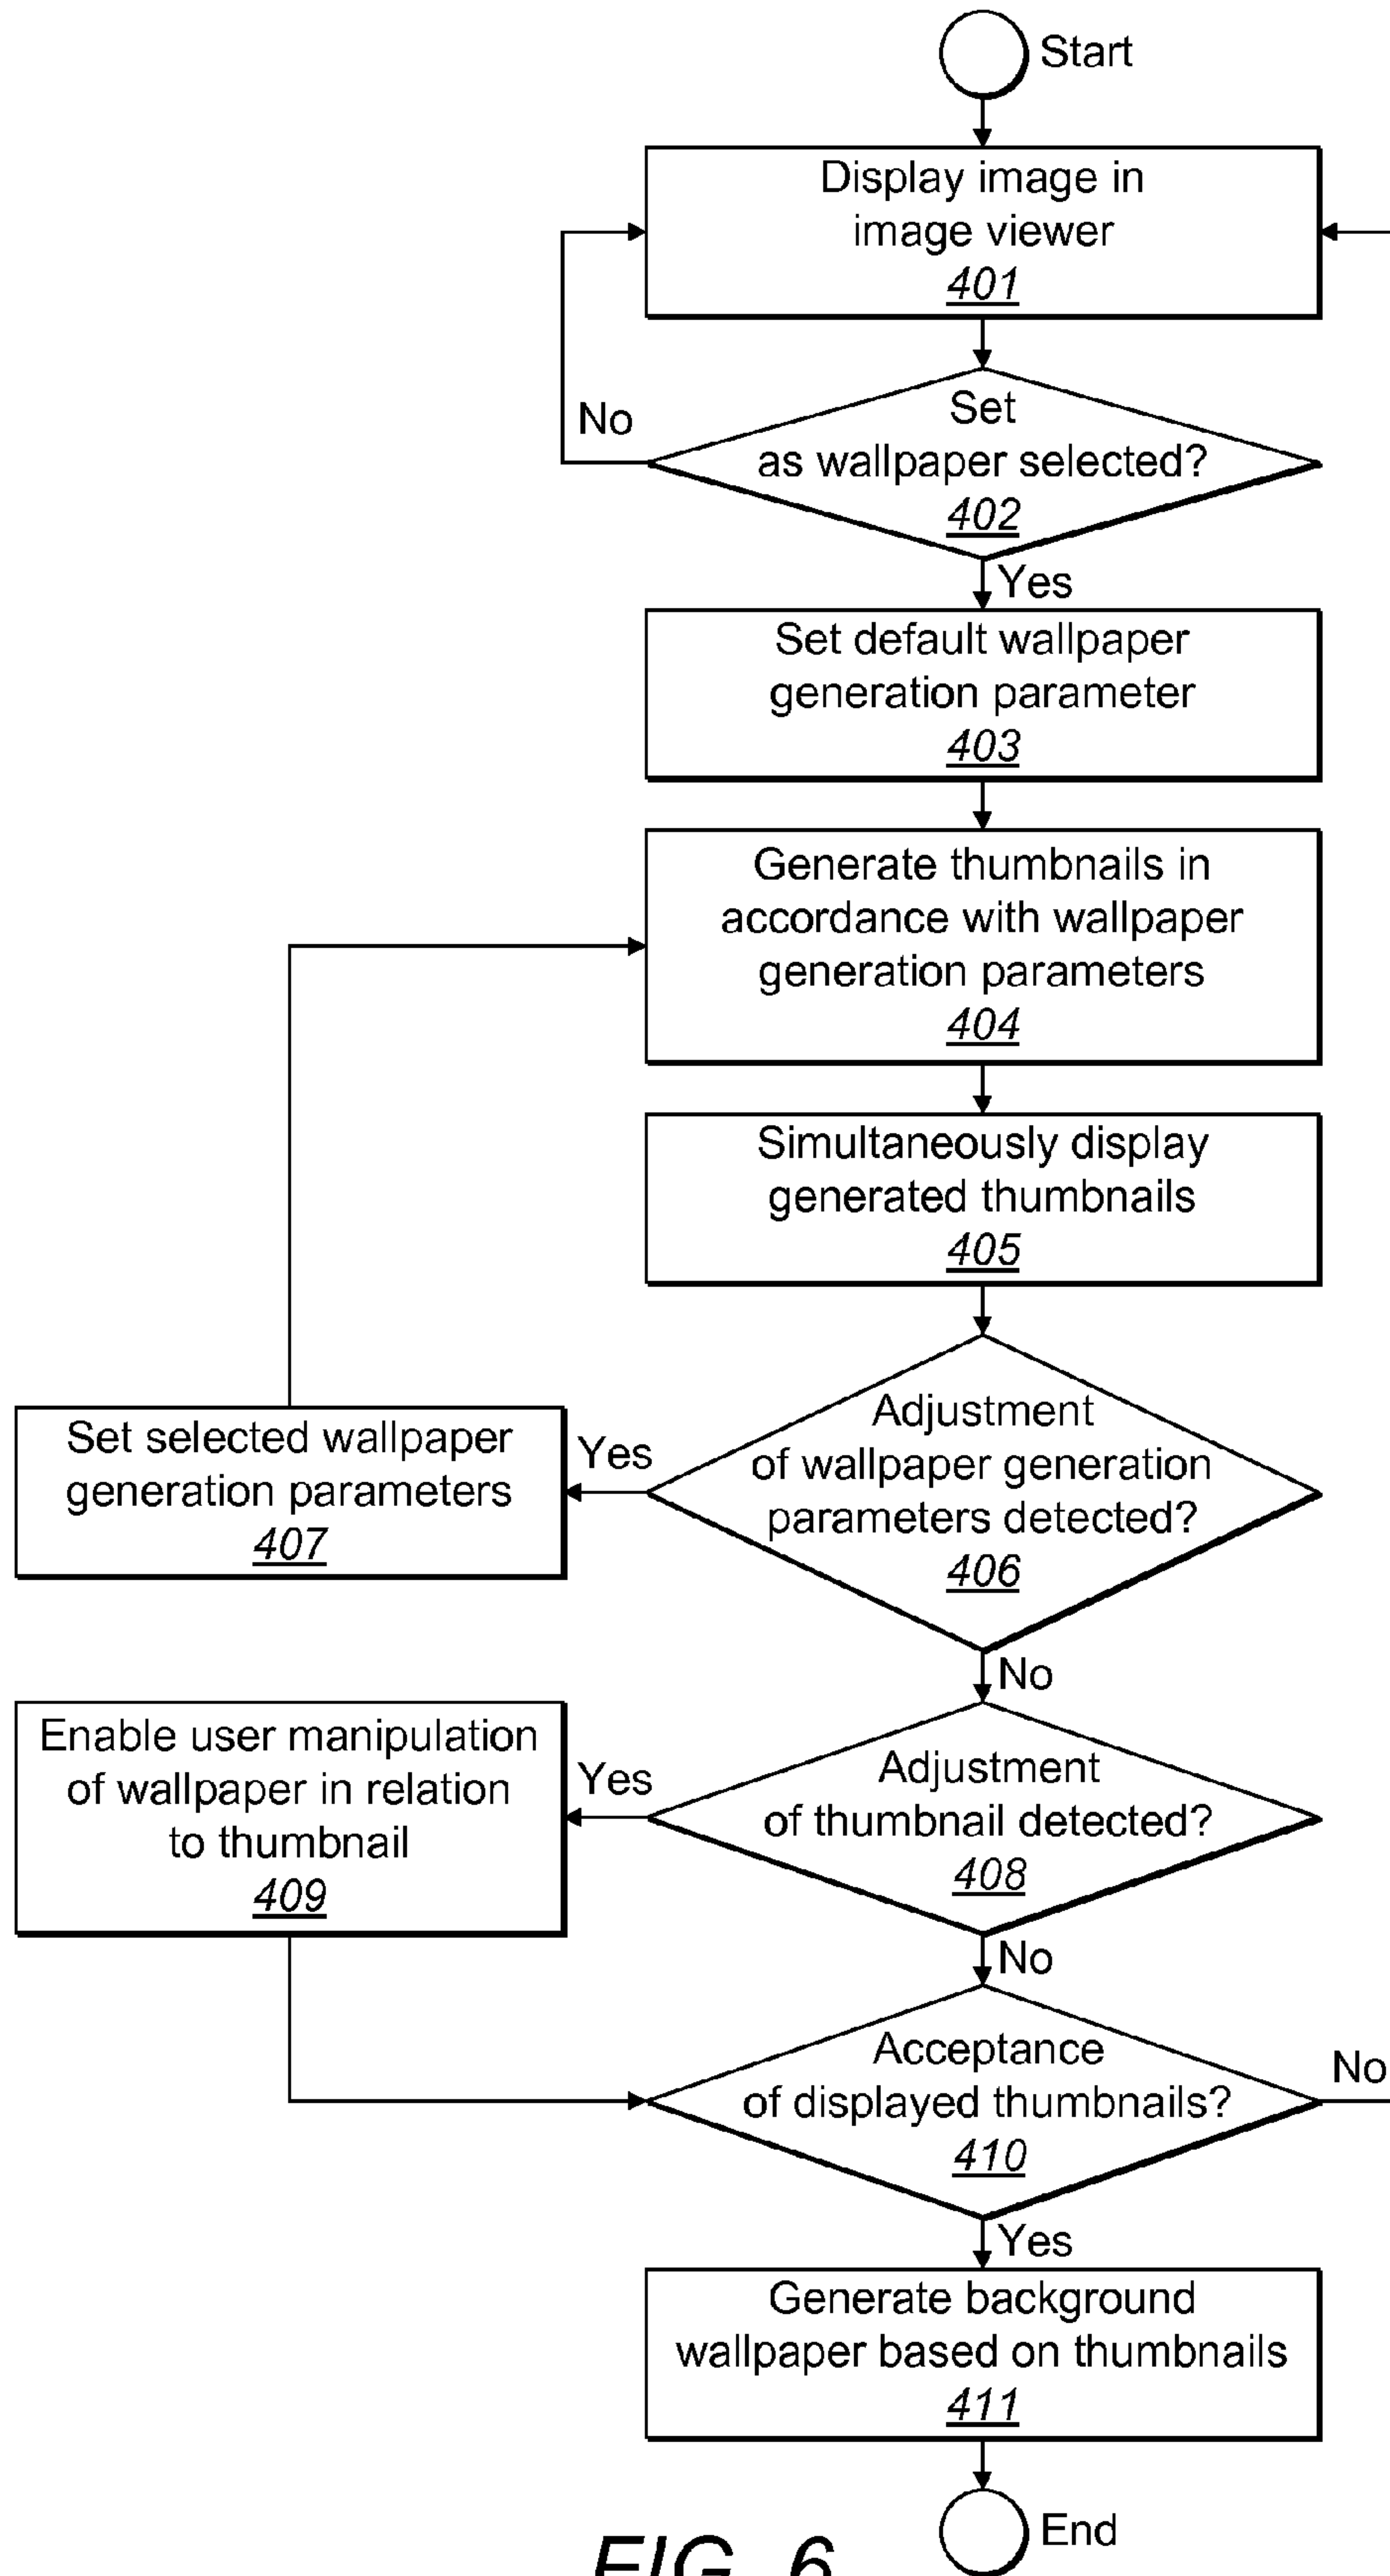 Start
Display image in
image viewer
401
No
Set
as wallpaper selected?
402
Yes
Set default wallpaper
generation parameter
403
Generate thumbnails in
accordance with wallpaper
generation parameters
404
Simultaneously display
generated thumbnails
405
Adjustment
of wallpaper generation
parameters detected?
406
Yes
Set selected wallpaper
generation parameters
407
No
Adjustment
of thumbnail detected?
408
Yes
Enable user manipulation
of wallpaper in relation
to thumbnail
409
No
Acceptance
of displayed thumbnails?
410
No
Yes
Generate background
wallpaper based on thumbnails
411
End
FIG. 6